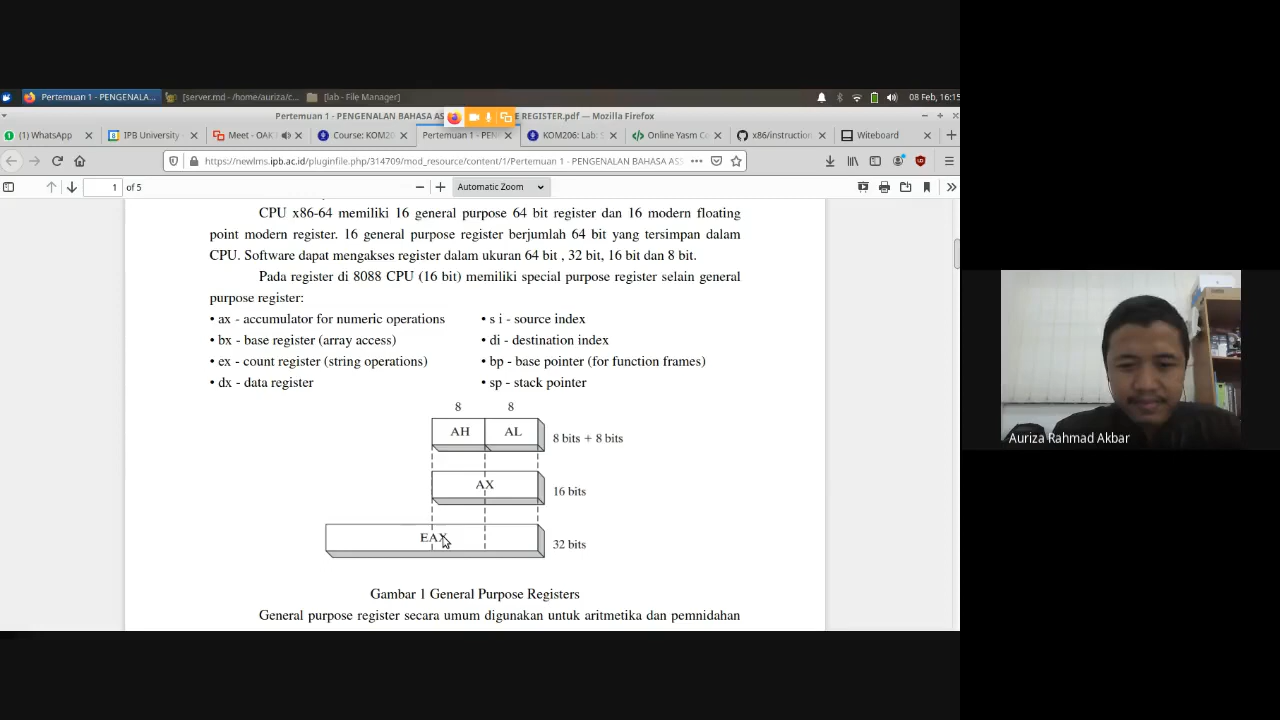 Pertemuan 1 - PENGENALA...
[server.md - /home/auriza/c...
[lab - File Manager]
08 Feb, 16:15
Pertemuan 1 - PENGENALAN BAHASA AS
E REGISTER.pdf — Mozilla Firefox
(1) WhatsApp
IPB University
Meet - OAK
Course: KOM20
Pertemuan 1 - PEN
KOM206: Lab: S
Online Yasm Co
x86/instruction
Witeboard
https://newlms.ipb.ac.id/pluginfile.php/314709/mod_resource/content/1/Pertemuan 1 - PENGENALAN BAHASA ASS
1 of 5
Automatic Zoom
CPU x86-64 memiliki 16 general purpose 64 bit register dan 16 modern floating
point modern register. 16 general purpose register berjumlah 64 bit yang tersimpan dalam
CPU. Software dapat mengakses register dalam ukuran 64 bit , 32 bit, 16 bit dan 8 bit.
Pada register di 8088 CPU (16 bit) memiliki special purpose register selain general
purpose register:
• ax - accumulator for numeric operations
• bx - base register (array access)
• ex - count register (string operations)
• dx - data register
• s i - source index
• di - destination index
• bp - base pointer (for function frames)
• sp - stack pointer
8 8
AH AL 8 bits + 8 bits
AX 16 bits
EAX 32 bits
Gambar 1 General Purpose Registers
General purpose register secara umum digunakan untuk aritmetika dan pemnidahan
Auriza Rahmad Akbar